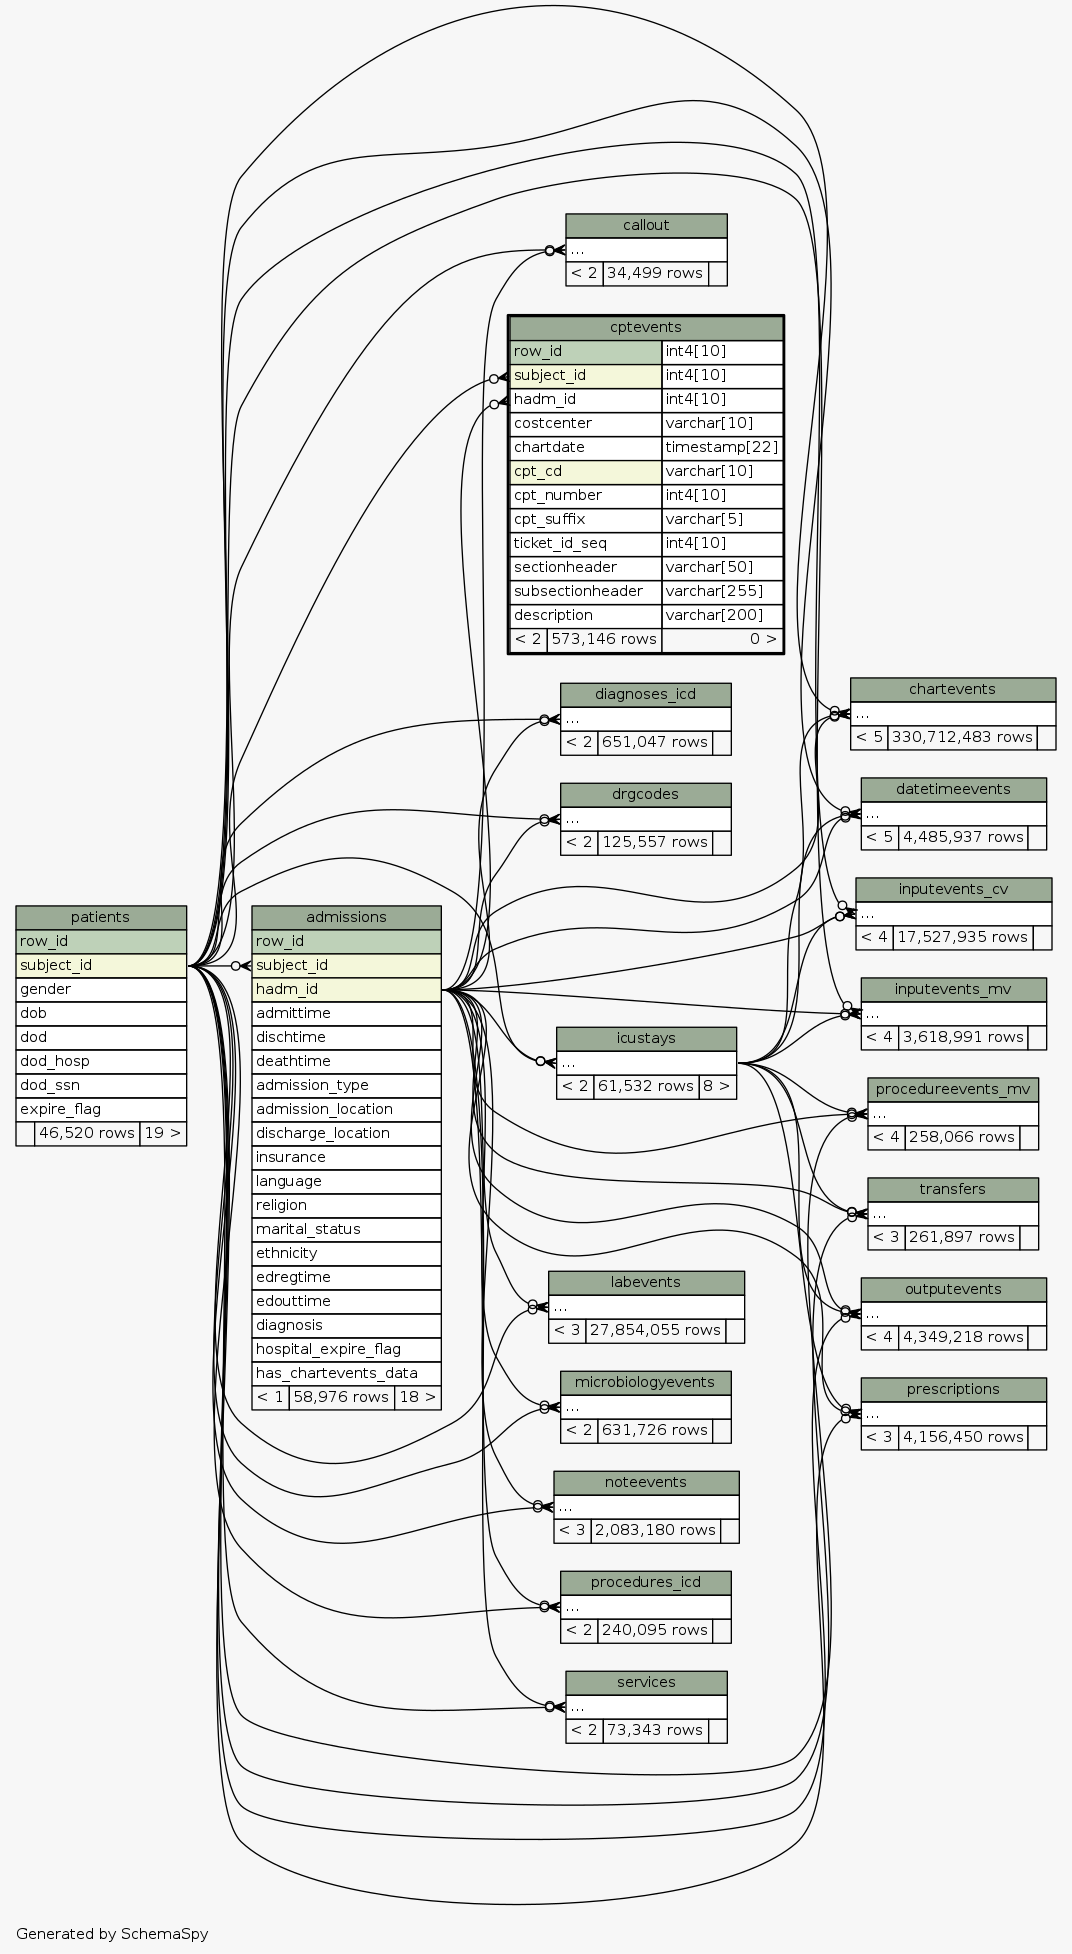 callout
...
< 2 34,499 rows
cptevents
row_id int4[10]
subject_id int4[10]
hadm_id int4[10]
costcenter varchar[10]
chartdate timestamp[22]
cpt_cd varchar[10]
cpt_number int4[10]
cpt_suffix varchar[5]
ticket_id_seq int4[10]
sectionheader varchar[50]
subsectionheader varchar[255]
description varchar[200]
< 2 573,146 rows 0 >
diagnoses_icd
...
< 2 651,047 rows
drgcodes
...
< 2 125,557 rows
patients
row_id
subject_id
gender
dob
dod
dod_hosp
dod_ssn
expire_flag
46,520 rows 19 >
admissions
row_id
subject_id
hadm_id
admittime
dischtime
deathtime
admission_type
admission_location
discharge_location
insurance
language
religion
marital_status
ethnicity
edregtime
edouttime
diagnosis
hospital_expire_flag
has_chartevents_data
< 1 58,976 rows 18 >
icustays
...
< 2 61,532 rows 8 >
labevents
...
< 3 27,854,055 rows
microbiologyevents
...
< 2 631,726 rows
noteevents
...
< 3 2,083,180 rows
procedures_icd
...
< 2 240,095 rows
services
...
< 2 73,343 rows
chartevents
...
< 5 330,712,483 rows
datetimeevents
...
< 5 4,485,937 rows
inputevents_cv
...
< 4 17,527,935 rows
inputevents_mv
...
< 4 3,618,991 rows
procedureevents_mv
...
< 4 258,066 rows
transfers
...
< 3 261,897 rows
outputevents
...
< 4 4,349,218 rows
prescriptions
...
< 3 4,156,450 rows
Generated by SchemaSpy